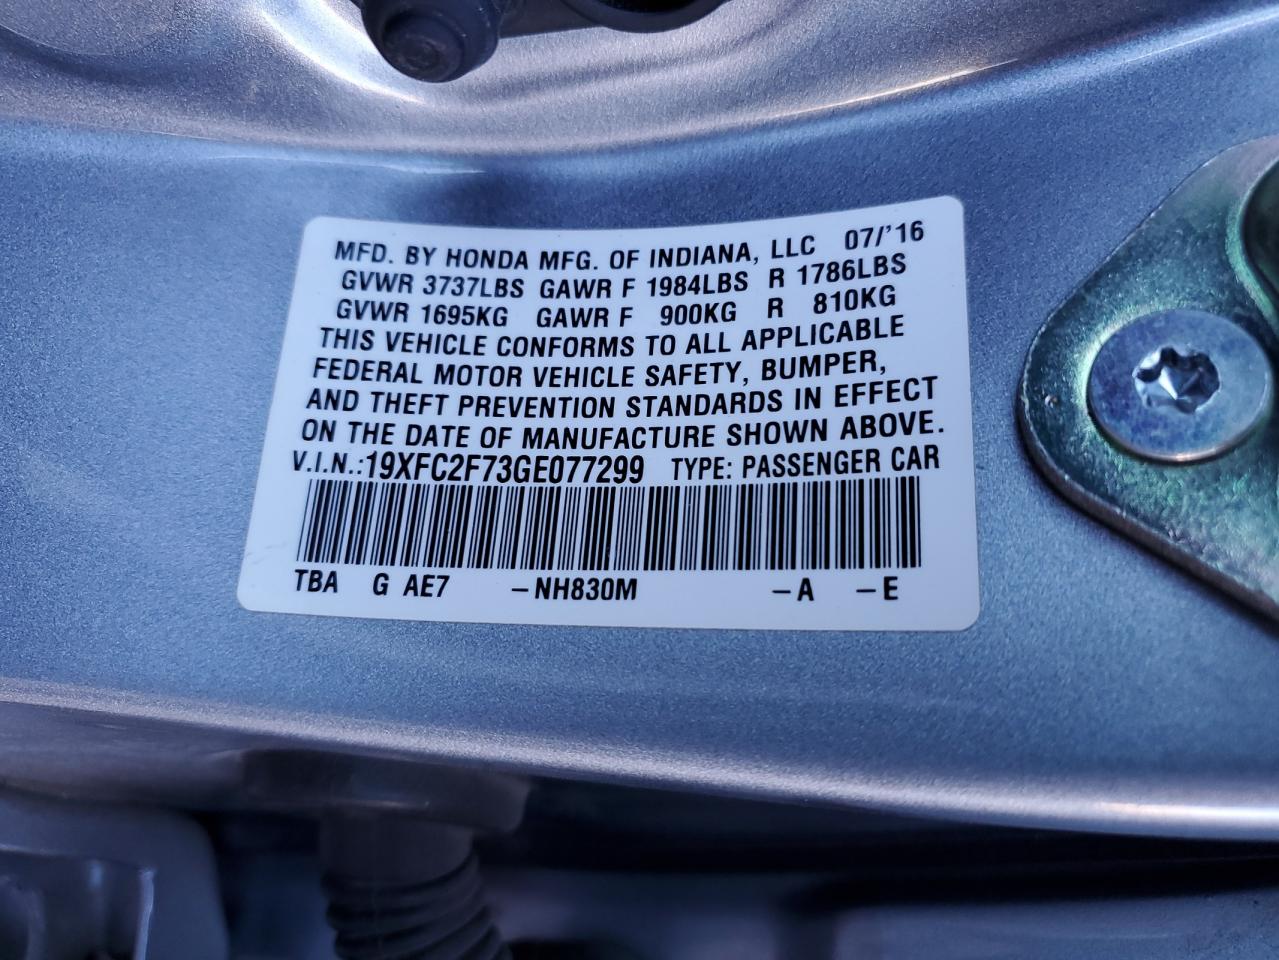 MFD. BY HONDA MFG. OF INDIANA, LLC 07/'16
GVWR 3737LBS GAWR F 1984LBS R 1786LBS
GVWR 1695KG GAWR F 900KG R 810KG
THIS VEHICLE CONFORMS TO ALL APPLICABLE
FEDERAL MOTOR VEHICLE SAFETY, BUMPER,
AND THEFT PREVENTION STANDARDS IN EFFECT
ON THE DATE OF MANUFACTURE SHOWN ABOVE.
V.I.N.:19XFC2F73GE077299 TYPE: PASSENGER CAR
TBA G AE7 –NH830M –A –E